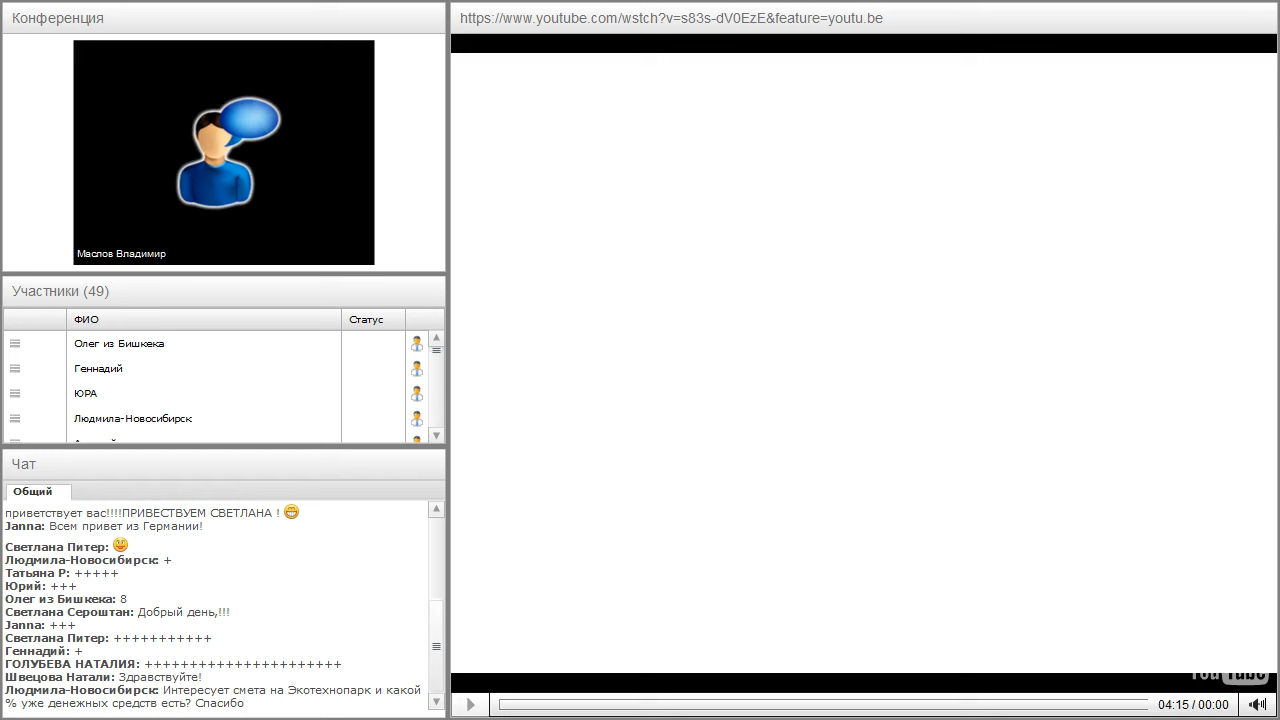 Конференция
https://www.youtube.com/wstch?v=s83s-dV0EzE&feature=youtu.be
Маслов Владимир
Участники (49)
ФИО
Статус
Олег из Бишкека
Геннадий
ЮРА
Людмила-Новосибирск
Чат
Общий
приветствует вас!!!!ПРИВЕСТВУЕМ СВЕТЛАНА !
Janna: Всем привет из Германии!
Светлана Питер:
Людмила-Новосибирск: +
Татьяна Р: +++++
Юрий: +++
Олег из Бишкека: 8
Светлана Сероштан: Добрый день,!!!
Janna: +++
Светлана Питер: +++++++++++
Геннадий: +
ГОЛУБЕВА НАТАЛИЯ: ++++++++++++++++++++++
Швецова Натали: Здравствуйте!
Людмила-Новосибирск: Интересует смета на Экотехнопарк и какой
% уже денежных средств есть? Спасибо
YouTube
04:15 / 00:00